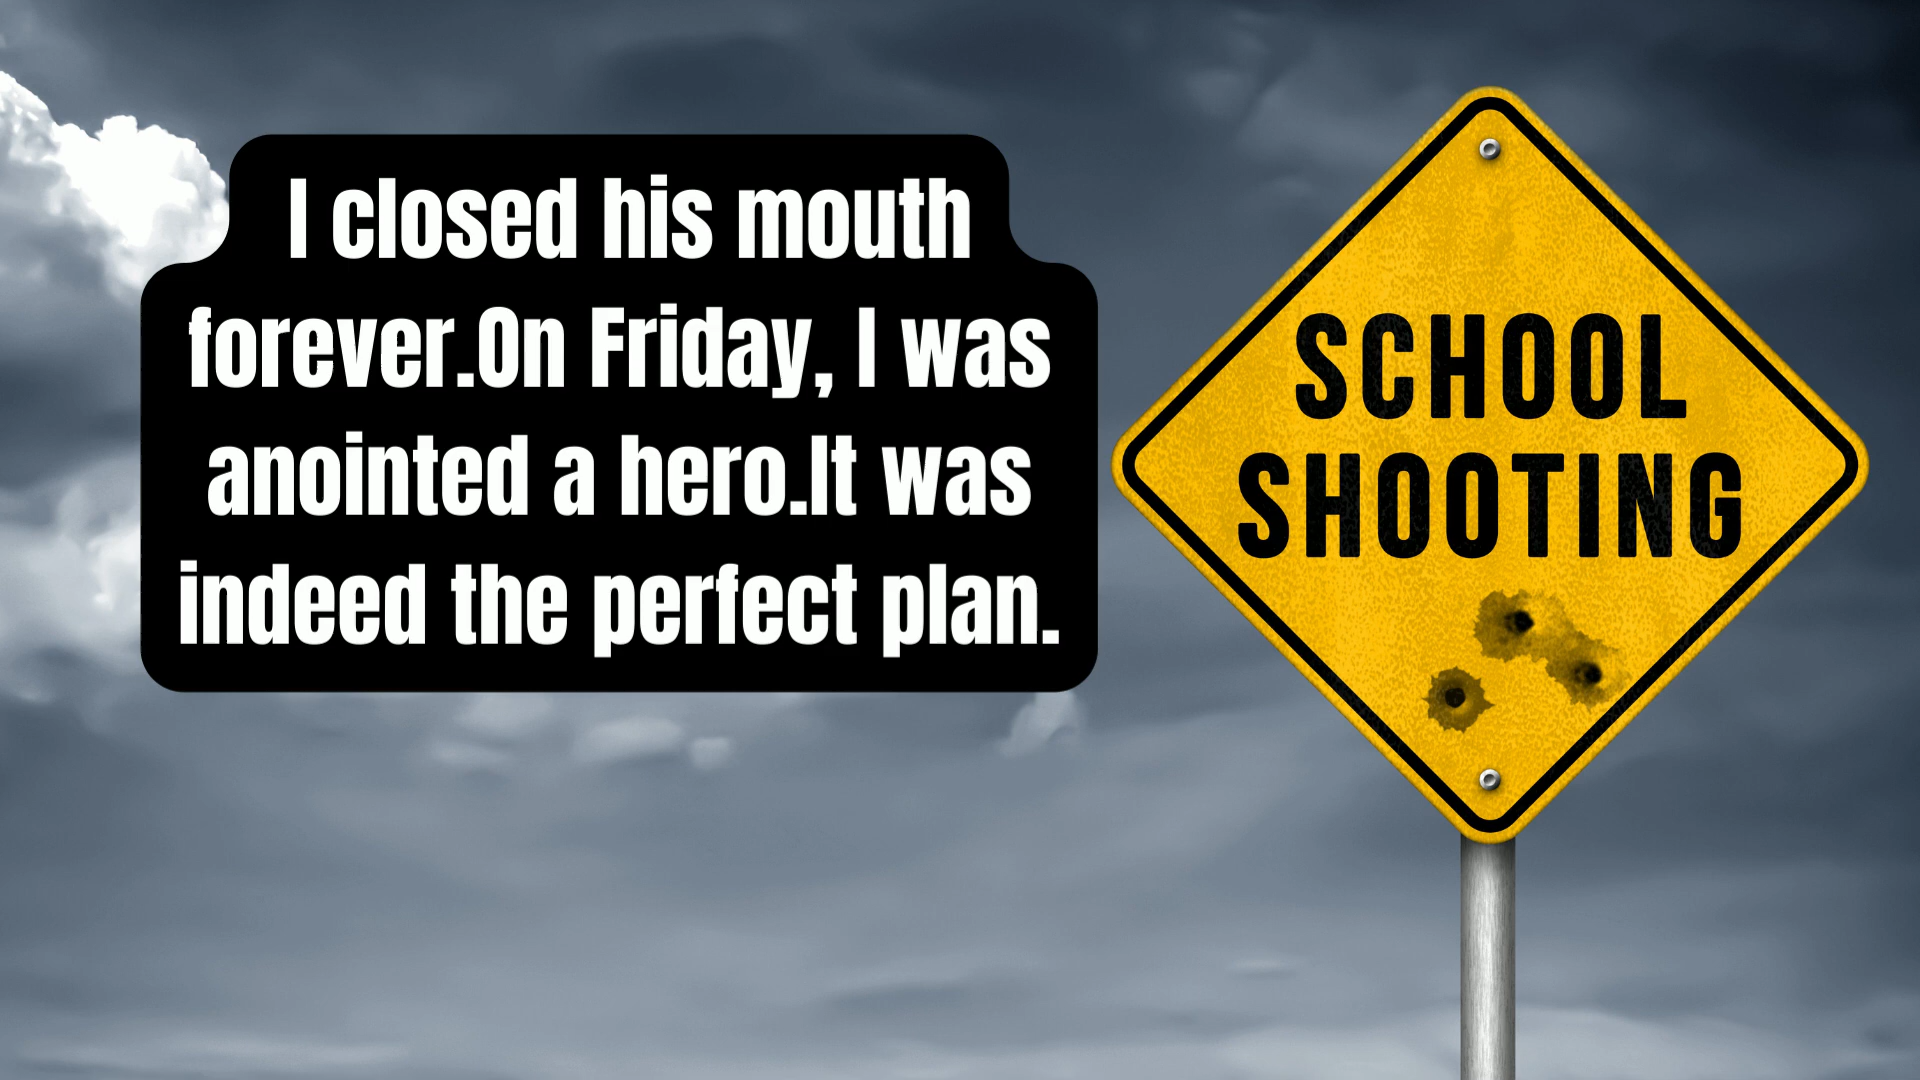 I closed his mouth
forever.On Friday, I was
anointed a hero.It was
indeed the perfect plan.
SCHOOL
SHOOTING